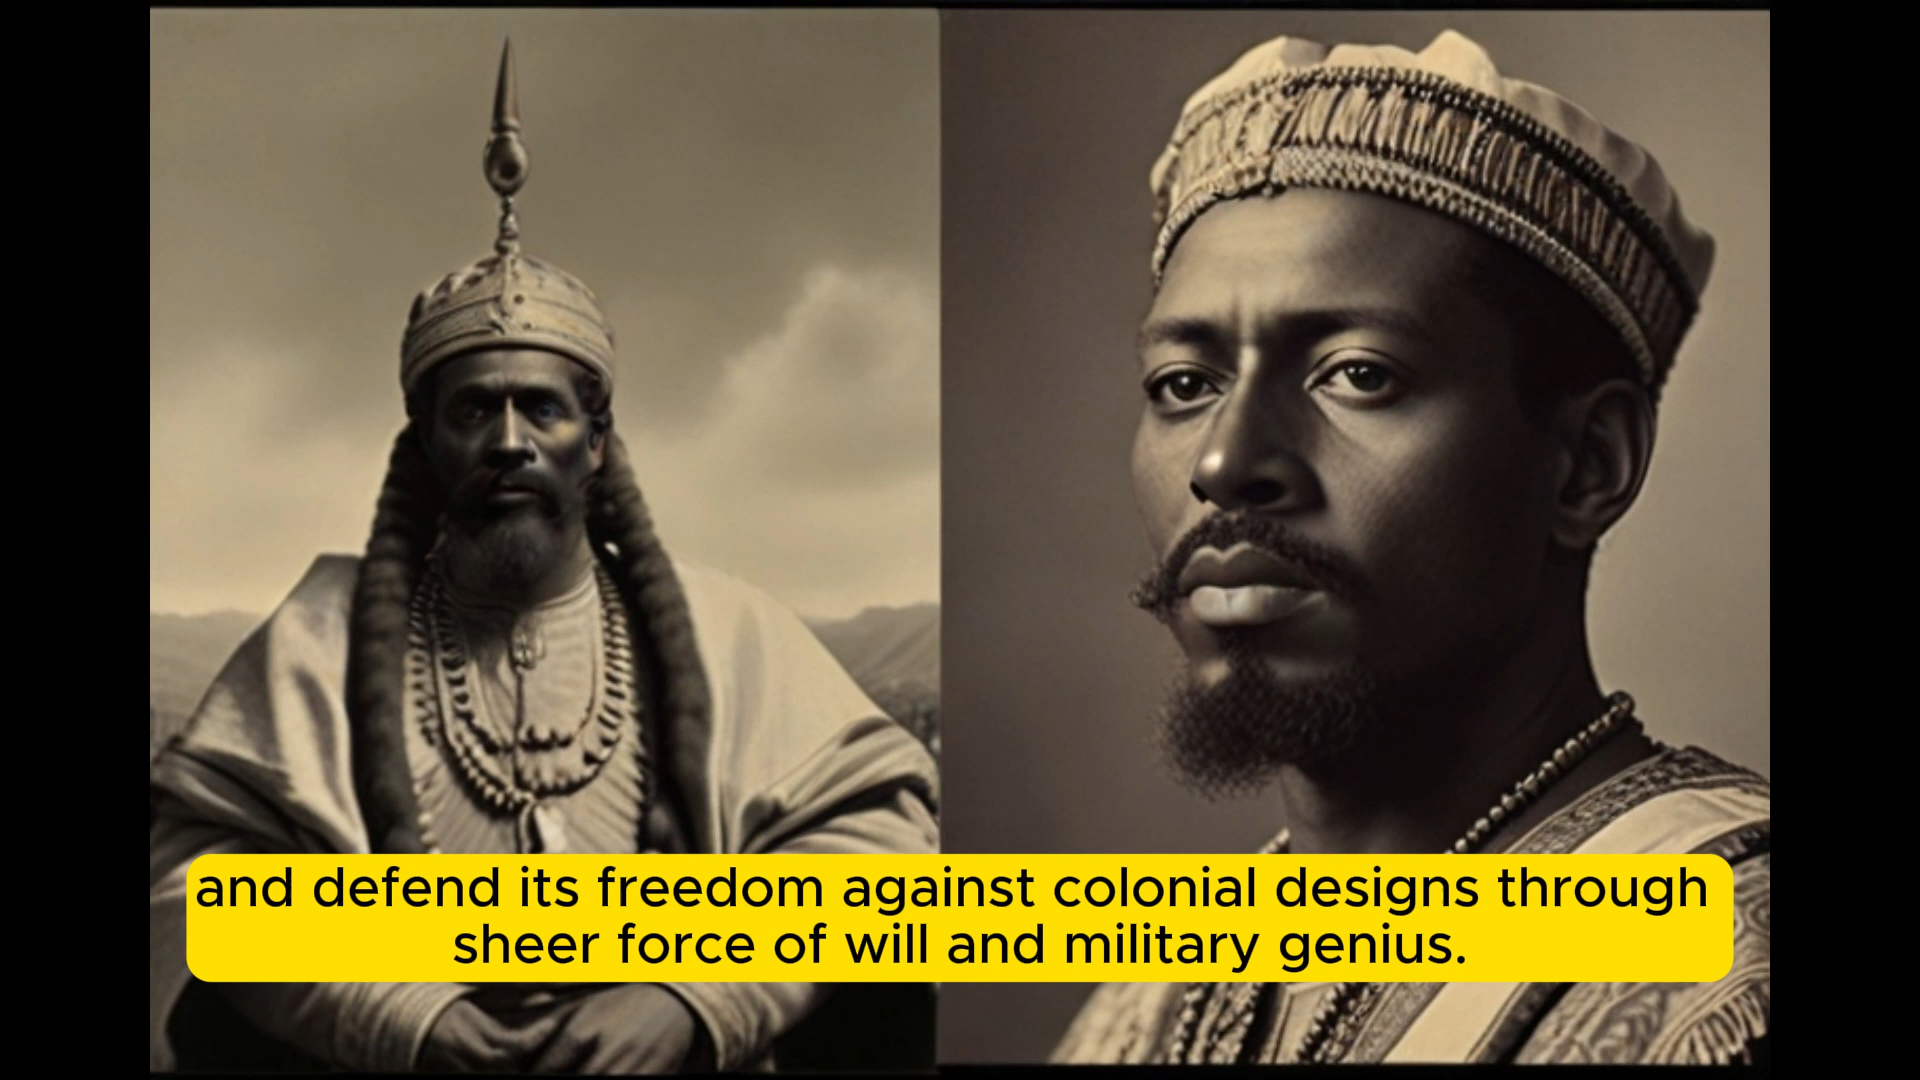 and defend its freedom against colonial designs through
sheer force of will and military genius.